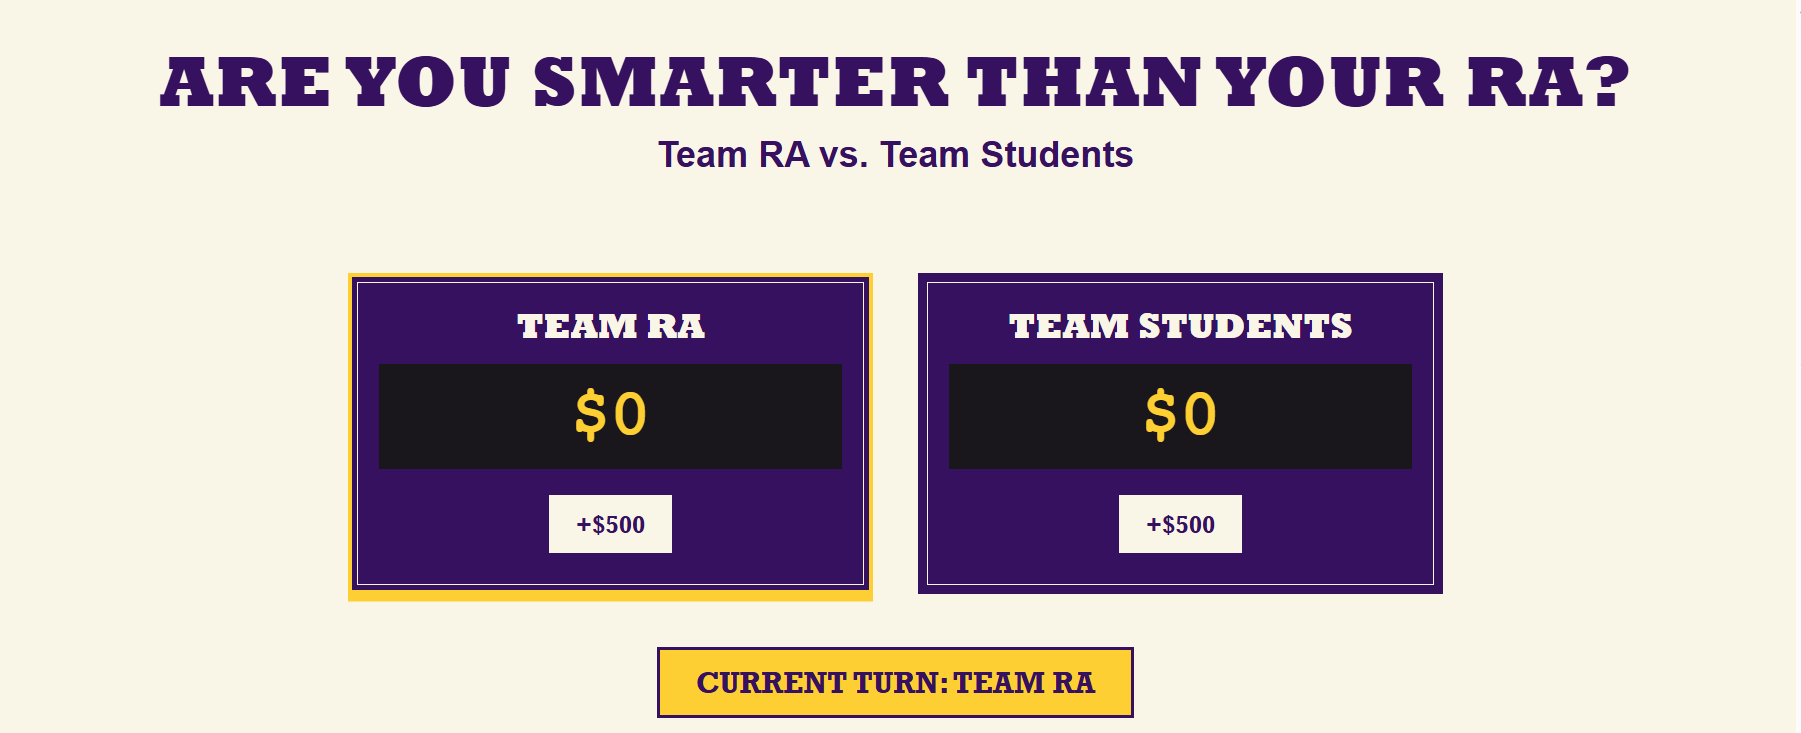 ARE YOU SMARTER THAN YOUR RA?
Team RA vs. Team Students
TEAM RA
$0
+$500
TEAM STUDENTS
$0
+$500
CURRENT TURN: TEAM RA